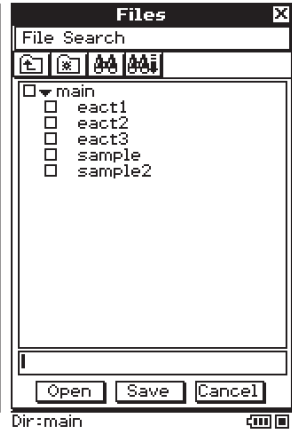 Files
File Search
main
eact1
eact2
eact3
sample
sample2
Open Save Cancel
Dir:main